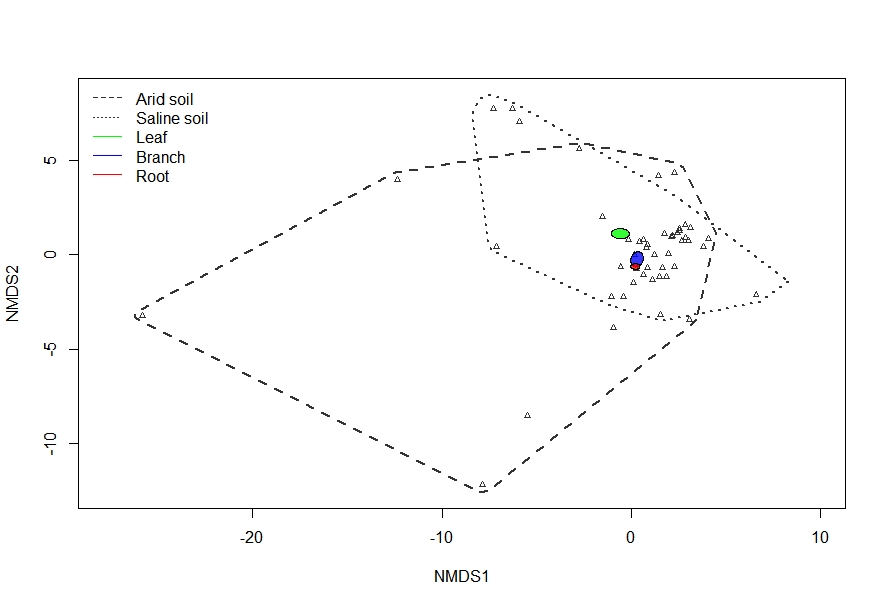 Arid soil
Saline soil
Leaf
Branch
Root
5
0
-5
-10
NMDS2
-20
-10
0
10
NMDS1